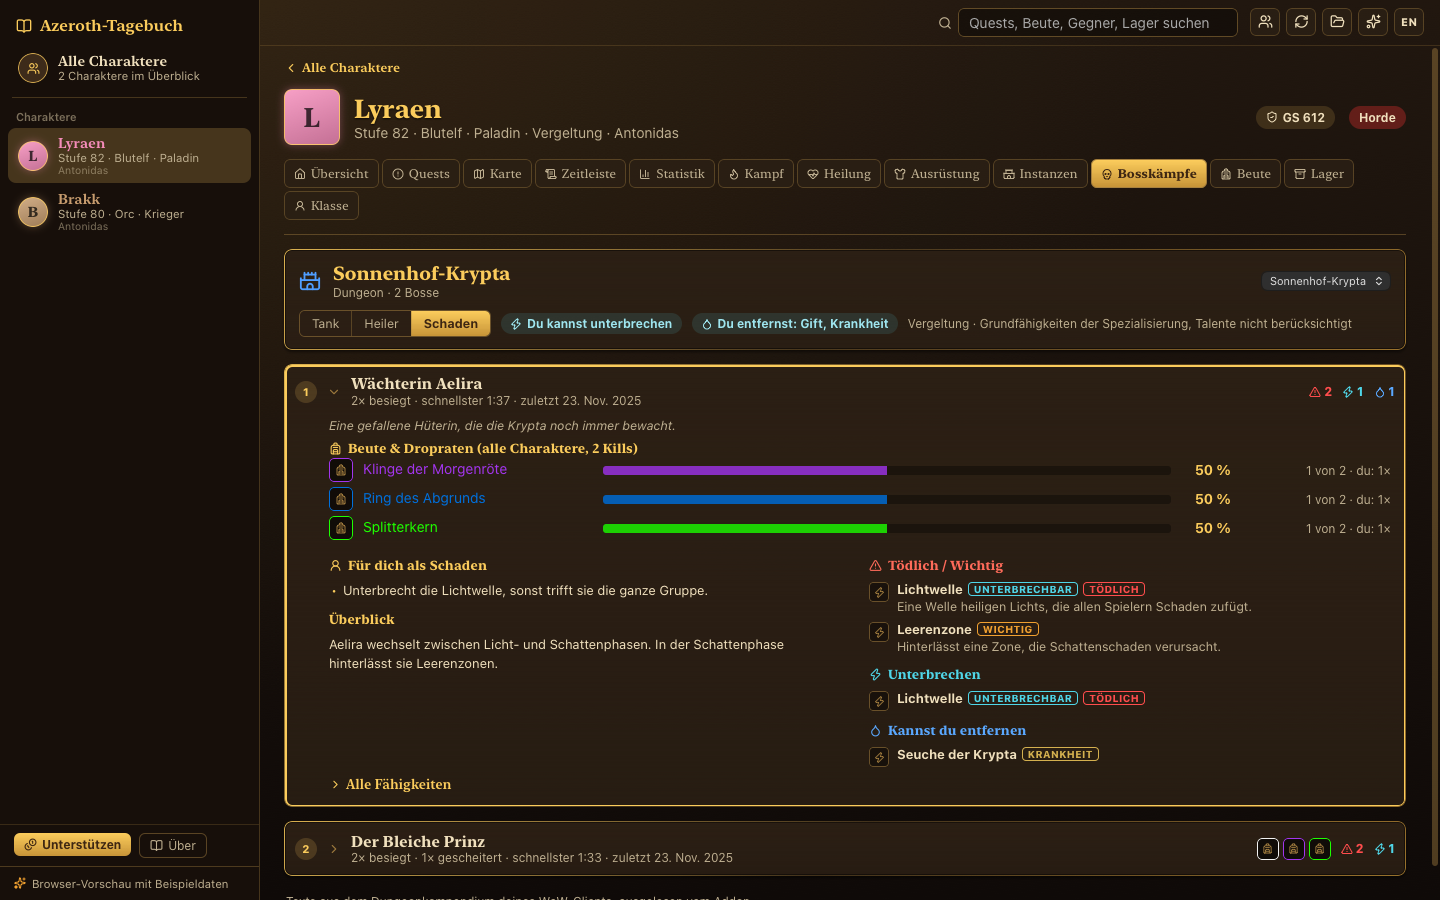 Azeroth-Tagebuch
Alle Charaktere
2 Charaktere im Überblick
Charaktere
L
Lyraen
Stufe 82 · Blutelf · Paladin
Antonidas
B
Brakk
Stufe 80 · Orc · Krieger
Antonidas
Unterstützen
Über
Browser-Vorschau mit Beispieldaten
Quests, Beute, Gegner, Lager suchen
EN
Alle Charaktere
L
Lyraen
Stufe 82 · Blutelf · Paladin · Vergeltung · Antonidas
GS 612
Horde
Übersicht
Quests
Karte
Zeitleiste
Statistik
Kampf
Heilung
Ausrüstung
Instanzen
Bosskämpfe
Beute
Lager
Klasse
Sonnenhof-Krypta
Dungeon · 2 Bosse
Sonnenhof-Krypta
Tank
Heiler
Schaden
Du kannst unterbrechen
Du entfernst: Gift, Krankheit
Vergeltung · Grundfähigkeiten der Spezialisierung, Talente nicht berücksichtigt
1
Wächterin Aelira
2× besiegt · schnellster 1:37 · zuletzt 23. Nov. 2025
2
1
1
Eine gefallene Hüterin, die die Krypta noch immer bewacht.
Beute & Dropraten (alle Charaktere, 2 Kills)
Klinge der Morgenröte
50 %
1 von 2 · du: 1×
Ring des Abgrunds
50 %
1 von 2 · du: 1×
Splitterkern
50 %
1 von 2 · du: 1×
Für dich als Schaden
• Unterbrecht die Lichtwelle, sonst trifft sie die ganze Gruppe.
Überblick
Aelira wechselt zwischen Licht- und Schattenphasen. In der Schattenphase
hinterlässt sie Leerenzonen.
Tödlich / Wichtig
Lichtwelle UNTERBRECHBAR TÖDLICH
Eine Welle heiligen Lichts, die allen Spielern Schaden zufügt.
Leerenzone WICHTIG
Hinterlässt eine Zone, die Schattenschaden verursacht.
Unterbrechen
Lichtwelle UNTERBRECHBAR TÖDLICH
Kannst du entfernen
Seuche der Krypta KRANKHEIT
Alle Fähigkeiten
2
Der Bleiche Prinz
2× besiegt · 1× gescheitert · schnellster 1:33 · zuletzt 23. Nov. 2025
2
1